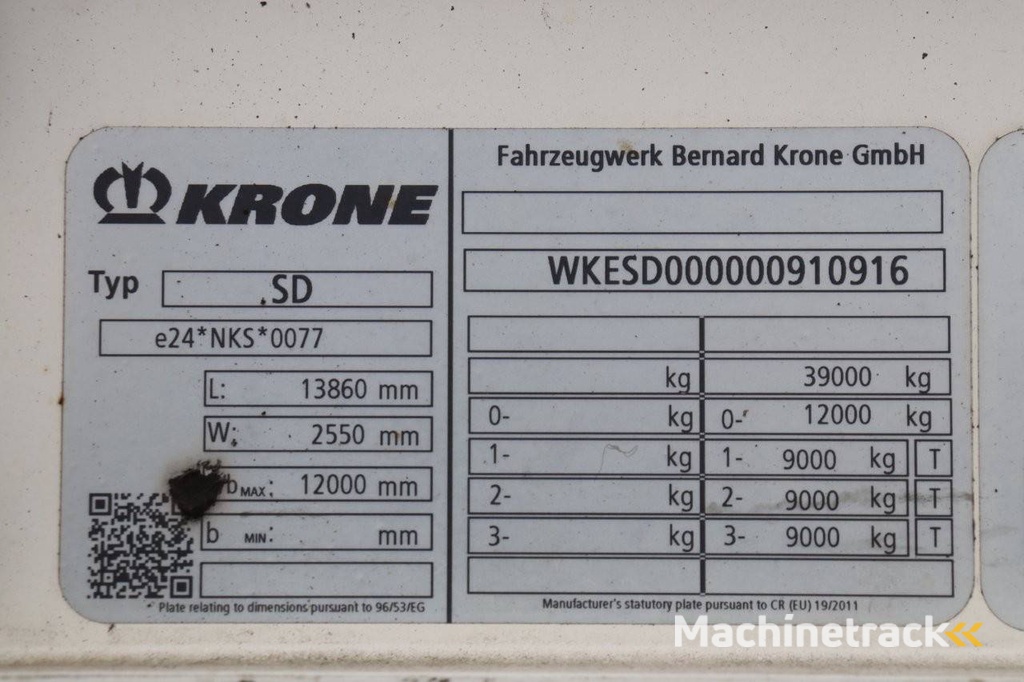 KRONE
Typ SD
e24*NKS*0077
L: 13860 mm
W: 2550 mm
bMAX: 12000 mm
b MIN: mm
Plate relating to dimensions pursuant to 96/53/EG
Fahrzeugwerk Bernard Krone GmbH
WKESD000000910916
kg 39000 kg
0- kg 0- 12000 kg
1- kg 1- 9000 kg T
2- kg 2- 9000 kg T
3- kg 3- 9000 kg T
Manufacturer's statutory plate pursuant to CR (EU) 19/2011
Machinetrack